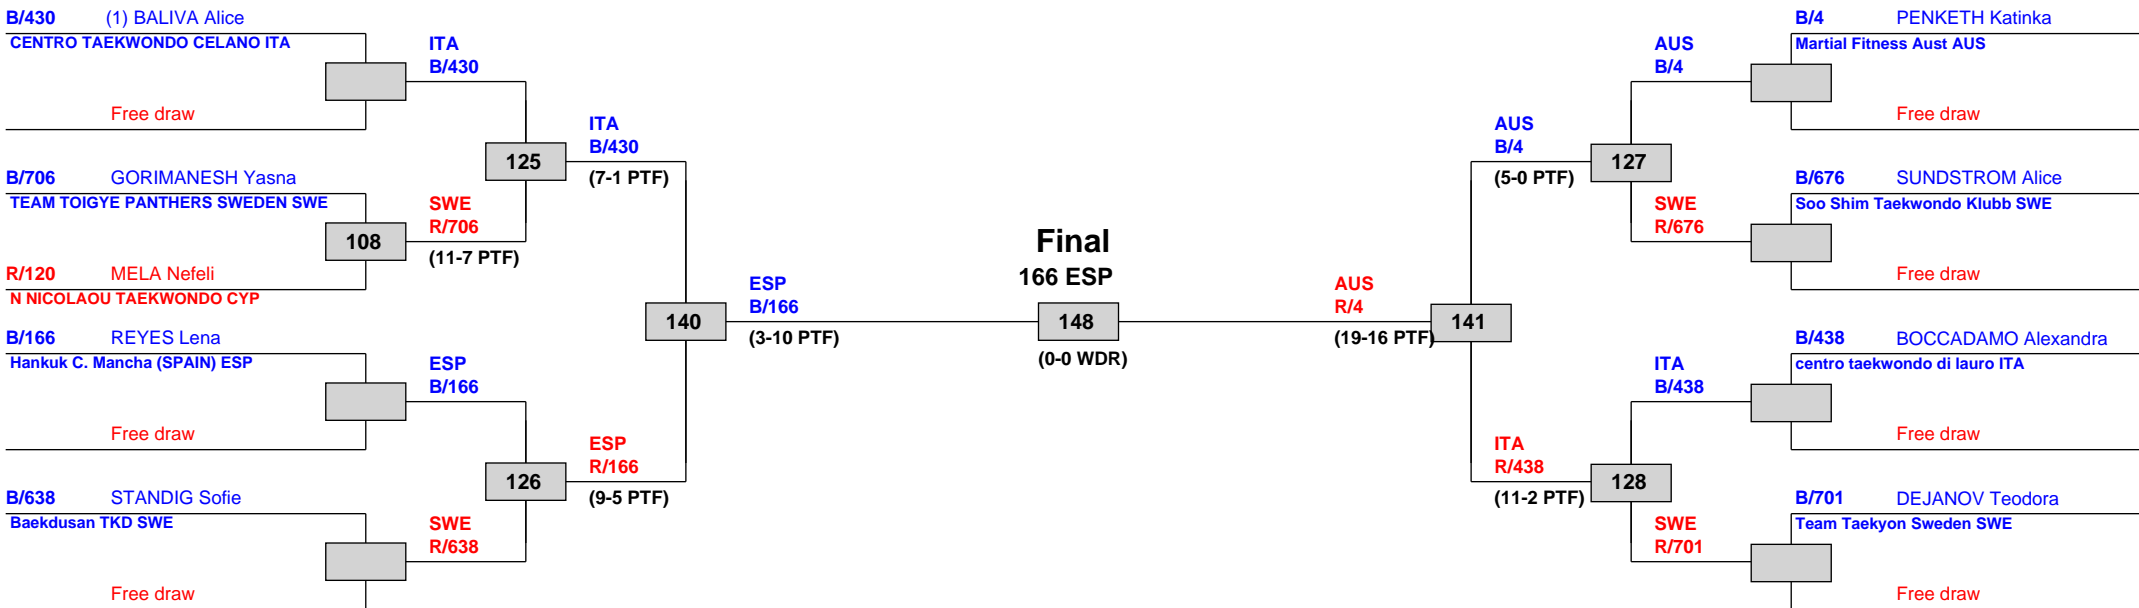 B/430 (1) BALIVA Alice
CENTRO TAEKWONDO CELANO ITA
Free draw
B/706 GORIMANESH Yasna
TEAM TOIGYE PANTHERS SWEDEN SWE
R/120 MELA Nefeli
N NICOLAOU TAEKWONDO CYP
B/166 REYES Lena
Hankuk C. Mancha (SPAIN) ESP
Free draw
B/638 STANDIG Sofie
Baekdusan TKD SWE
Free draw
ITA
B/430
108
SWE
R/706
(11-7 PTF)
ESP
B/166
SWE
R/638
125
ITA
B/430
(7-1 PTF)
126
ESP
R/166
(9-5 PTF)
140
ESP
B/166
(3-10 PTF)
Final
166 ESP
148
(0-0 WDR)
AUS
R/4
(19-16 PTF)
141
AUS
B/4
(5-0 PTF)
127
ITA
R/438
(11-2 PTF)
128
AUS
B/4
SWE
R/676
ITA
B/438
SWE
R/701
B/4 PENKETH Katinka
Martial Fitness Aust AUS
Free draw
B/676 SUNDSTROM Alice
Soo Shim Taekwondo Klubb SWE
Free draw
B/438 BOCCADAMO Alexandra
centro taekwondo di lauro ITA
Free draw
B/701 DEJANOV Teodora
Team Taekyon Sweden SWE
Free draw